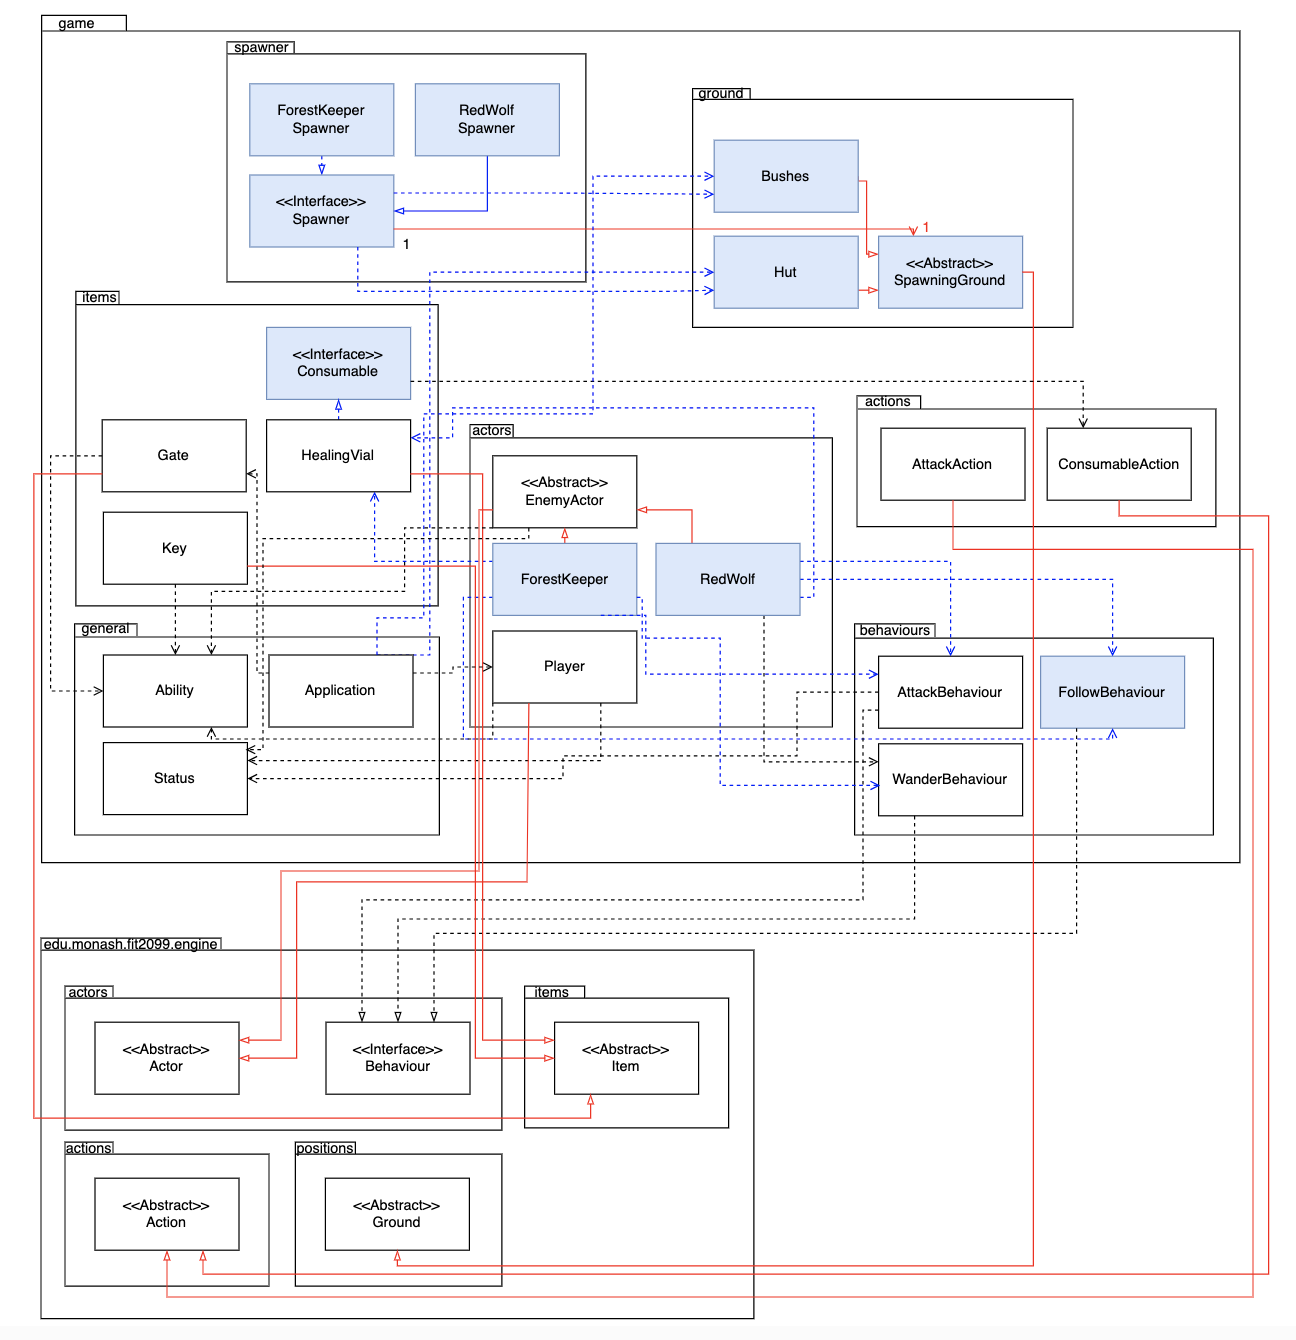 game
spawner
ForestKeeper
Spawner
RedWolf
Spawner
<<Interface>>
Spawner
1
ground
Bushes
1
Hut
<<Abstract>>
SpawningGround
items
<<Interface>>
Consumable
Gate
HealingVial
Key
actors
<<Abstract>>
EnemyActor
ForestKeeper
RedWolf
Player
actions
AttackAction
ConsumableAction
general
Ability
Application
Status
behaviours
AttackBehaviour
FollowBehaviour
WanderBehaviour
edu.monash.fit2099.engine
actors
<<Abstract>>
Actor
<<Interface>>
Behaviour
items
<<Abstract>>
Item
actions
<<Abstract>>
Action
positions
<<Abstract>>
Ground